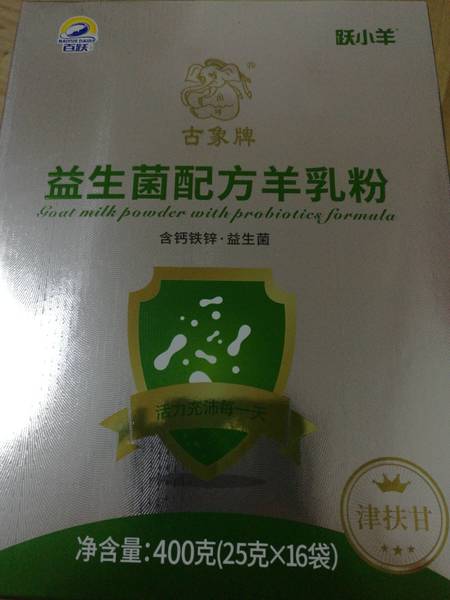 百跃
跃小羊
古象牌
益生菌配方羊乳粉
Goat milk powder with probiotics formula
含钙铁锌·益生菌
活力充沛每一天
津扶甘
净含量:400克(25克×16袋)